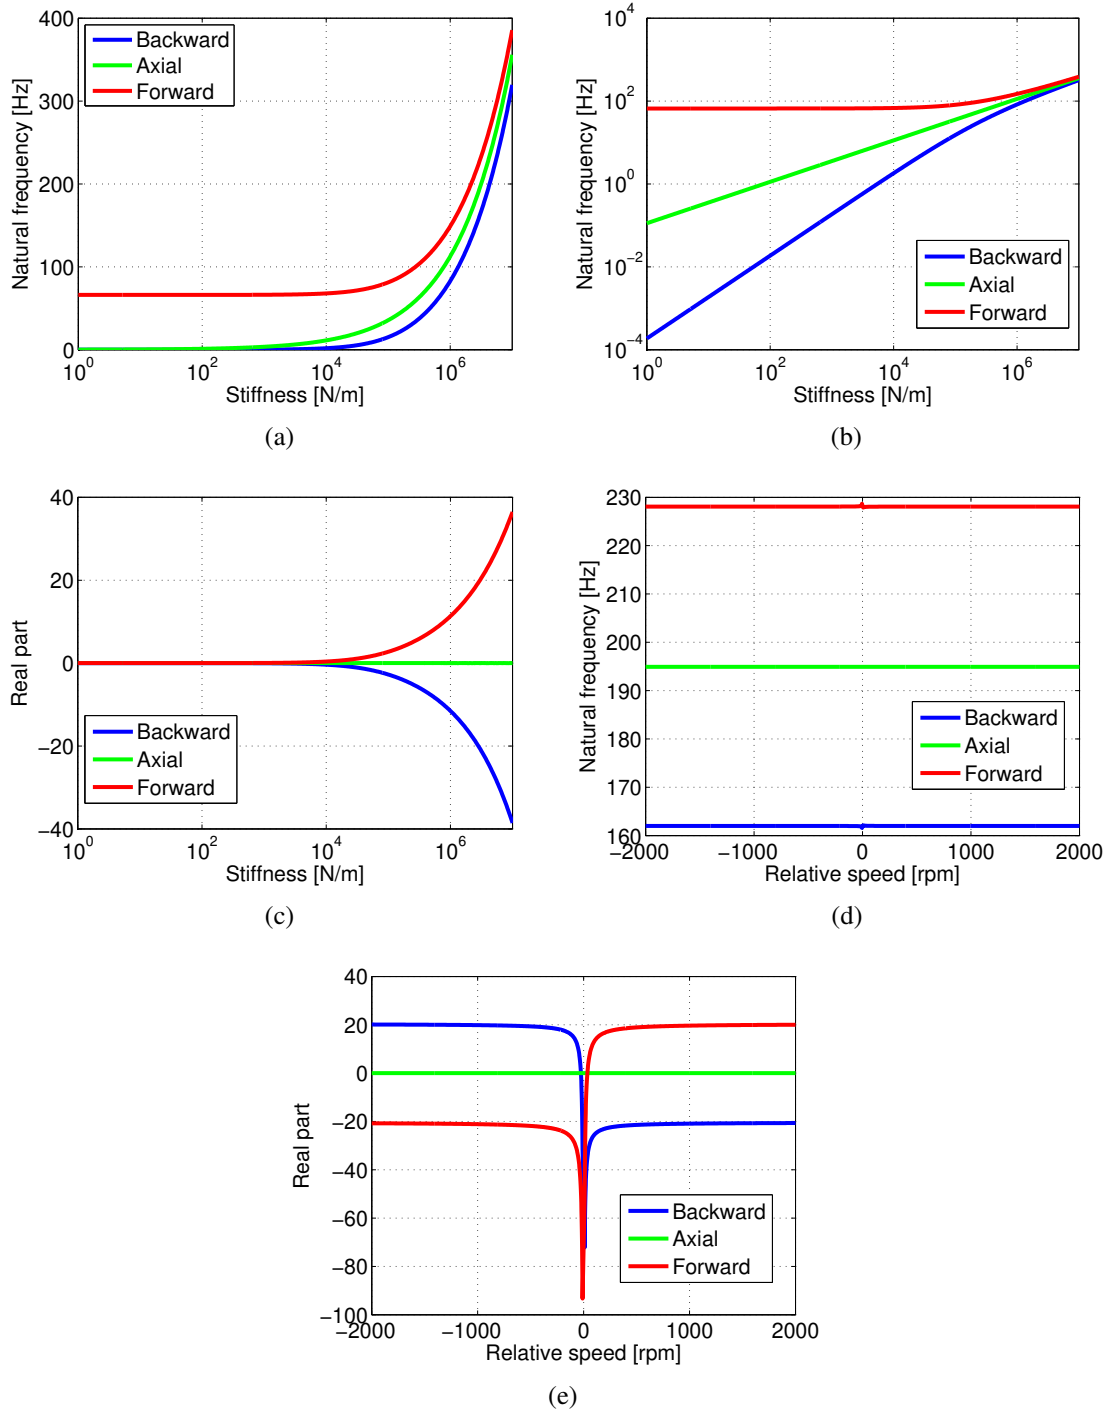 400
300
200
100
0
Natural frequency [Hz]
Backward
Axial
Forward
10^0
10^2
10^4
10^6
Stiffness [N/m]
(a)
10^4
10^2
10^0
10^−2
10^−4
Natural frequency [Hz]
Backward
Axial
Forward
10^0
10^2
10^4
10^6
Stiffness [N/m]
(b)
40
20
0
−20
−40
Real part
Backward
Axial
Forward
10^0
10^2
10^4
10^6
Stiffness [N/m]
(c)
230
220
210
200
190
180
170
160
Natural frequency [Hz]
Backward
Axial
Forward
−2000
−1000
0
1000
2000
Relative speed [rpm]
(d)
40
20
0
−20
−40
−60
−80
−100
Real part
Backward
Axial
Forward
−2000
−1000
0
1000
2000
Relative speed [rpm]
(e)